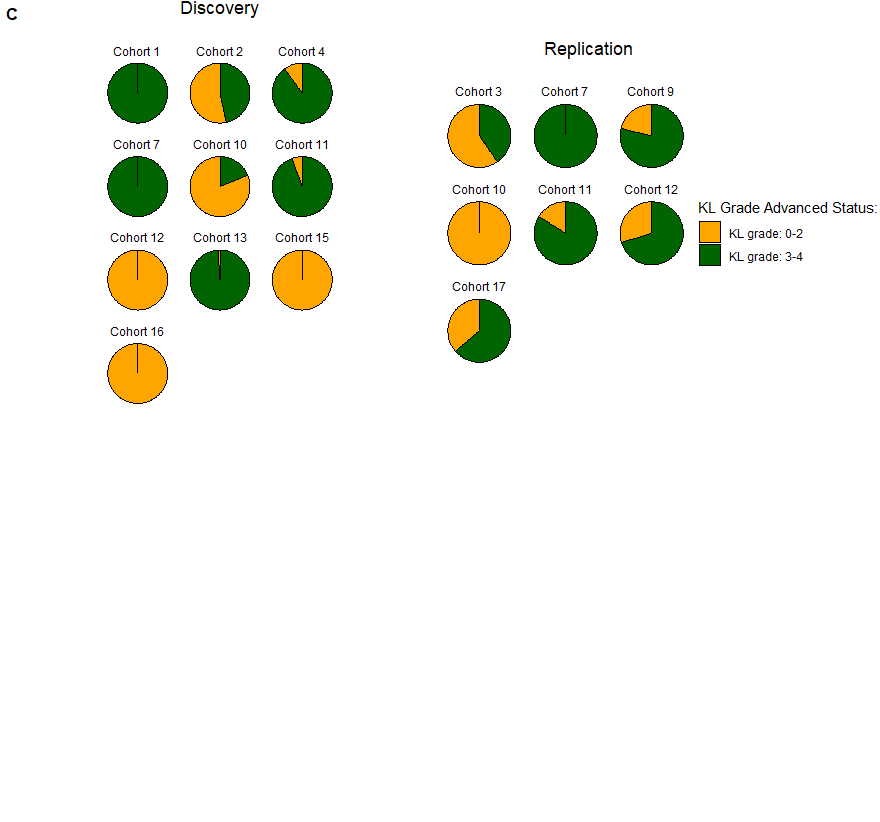 C
Discovery
Cohort 1
Cohort 2
Cohort 4
Cohort 7
Cohort 10
Cohort 11
Cohort 12
Cohort 13
Cohort 15
Cohort 16
Replication
Cohort 3
Cohort 7
Cohort 9
Cohort 10
Cohort 11
Cohort 12
Cohort 17
KL Grade Advanced Status:
KL grade: 0-2
KL grade: 3-4